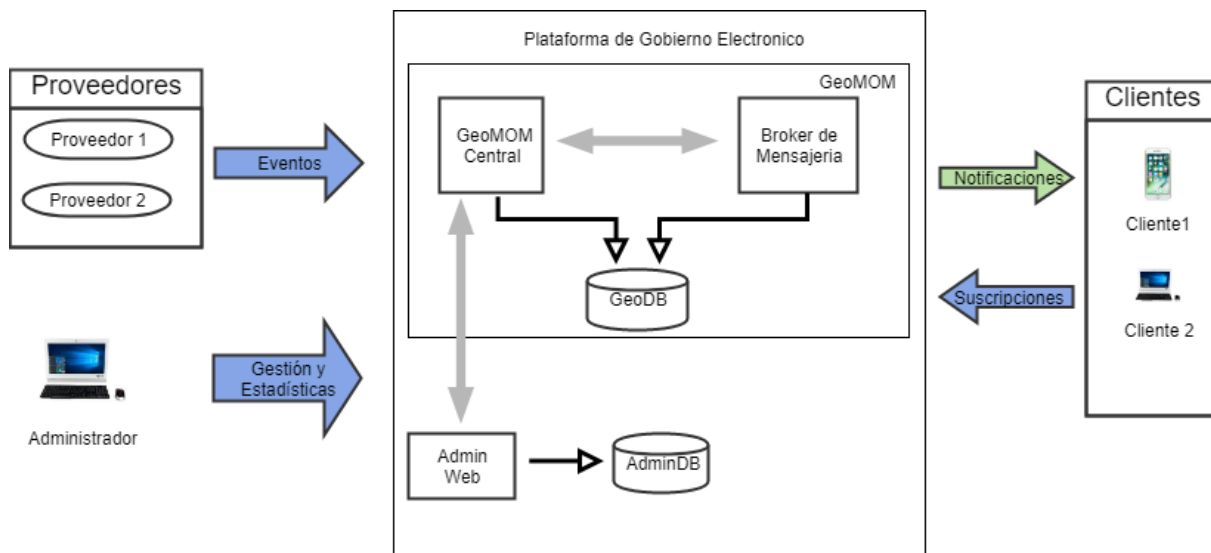 Plataforma de Gobierno Electronico
Proveedores
Proveedor 1
Proveedor 2
Eventos
GeoMOM
GeoMOM
Central
Broker de
Mensajeria
GeoDB
Clientes
Notificaciones
Cliente1
Suscripciones
Cliente 2
Gestión y
Estadísticas
Administrador
Admin
Web
AdminDB